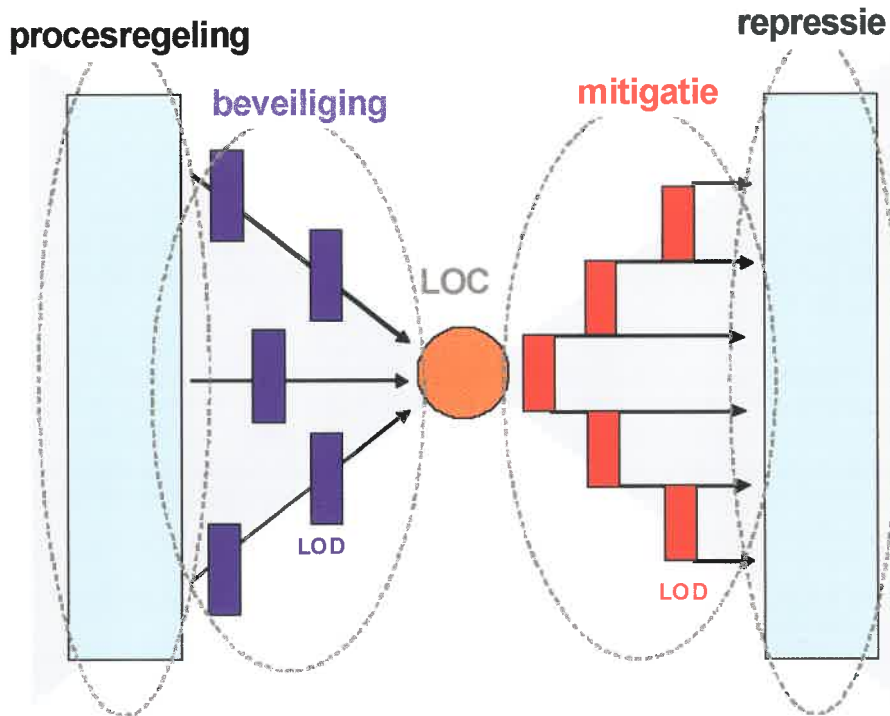 procesregeling
repressie
beveiliging
mitigatie
LOC
LOD
LOD